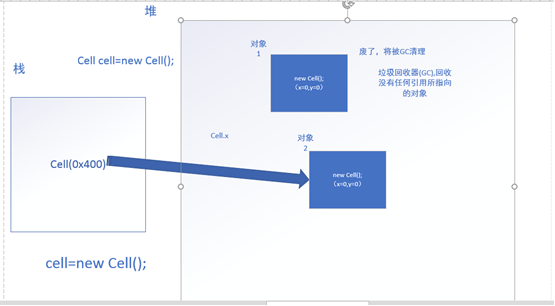 堆
对象
1
Cell cell=new Cell();
废了，将被GC清理
栈
new Cell();
（x=0,y=0）
垃圾回收器(GC),回收
没有任何引用所指向
的对象
Cell.x
对象
2
Cell(0x400)
new Cell();
（x=0,y=0）
cell=new Cell();